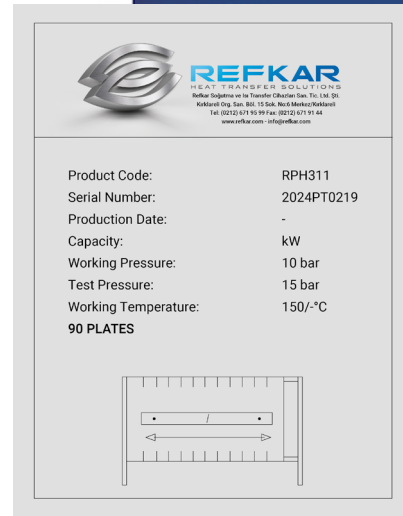 REFKAR
HEAT TRANSFER SOLUTIONS
Refkar Soğutma ve Isı Transfer Cihazları San. Tic. Ltd. Şti.
Kırklareli Org. San. Böl. 15 Sok. No:6 Merkez/Kırklareli
Tel: (0212) 671 95 99 Fax: (0212) 671 91 44
www.refkar.com - info@refkar.com
Product Code: RPH311
Serial Number: 2024PT0219
Production Date: -
Capacity: kW
Working Pressure: 10 bar
Test Pressure: 15 bar
Working Temperature: 150/-°C
90 PLATES
/